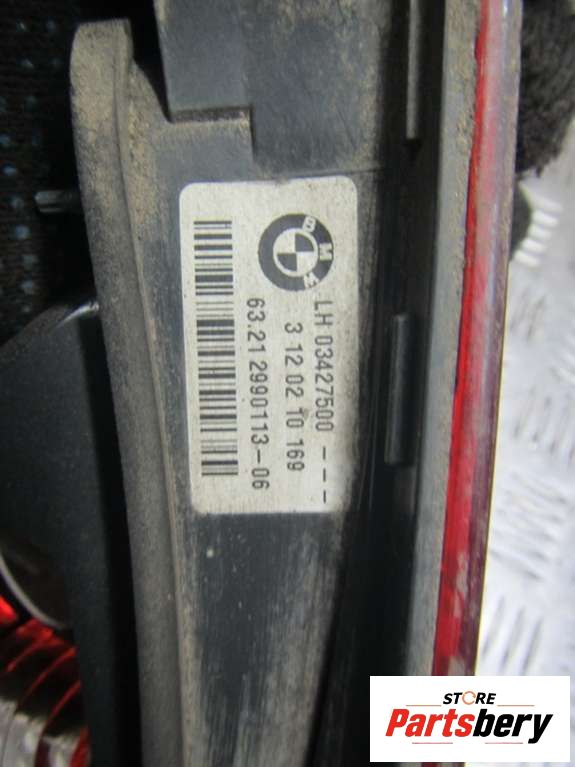 BMW
LH 03427500 ---
3 12 02 10 169
63.21 2990113-06
STORE
Partsbery